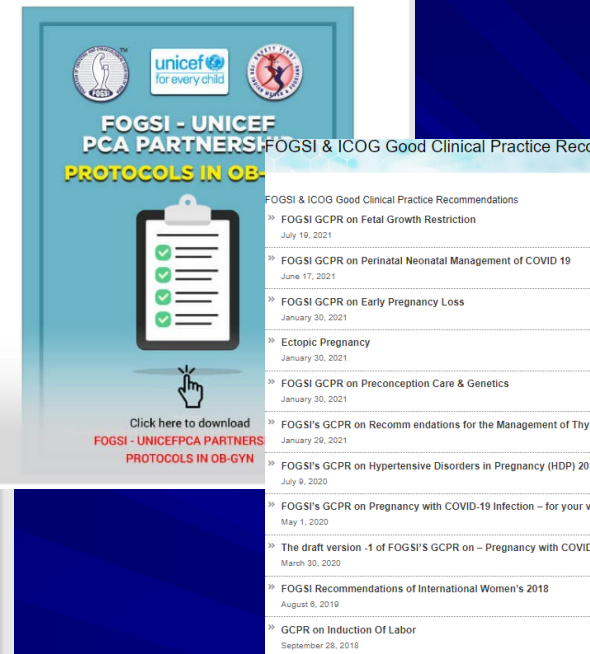 FOGSI
unicef
for every child
FOGSI - UNICEF
PCA PARTNERSHIP
PROTOCOLS IN OB-
Click here to download
FOGSI - UNICEFPCA PARTNERS
PROTOCOLS IN OB-GYN
FOGSI & ICOG Good Clinical Practice Reco
FOGSI & ICOG Good Clinical Practice Recommendations
» FOGSI GCPR on Fetal Growth Restriction
July 19, 2021
» FOGSI GCPR on Perinatal Neonatal Management of COVID 19
June 17, 2021
» FOGSI GCPR on Early Pregnancy Loss
January 30, 2021
» Ectopic Pregnancy
January 30, 2021
» FOGSI GCPR on Preconception Care & Genetics
January 30, 2021
» FOGSI's GCPR on Recomm endations for the Management of Thy
January 29, 2021
» FOGSI's GCPR on Hypertensive Disorders in Pregnancy (HDP) 20
July 9, 2020
» FOGSI's GCPR on Pregnancy with COVID-19 Infection – for your v
May 1, 2020
» The draft version -1 of FOGSI'S GCPR on – Pregnancy with COVID
March 30, 2020
» FOGSI Recommendations of International Women's 2018
August 6, 2019
» GCPR on Induction Of Labor
September 28, 2018